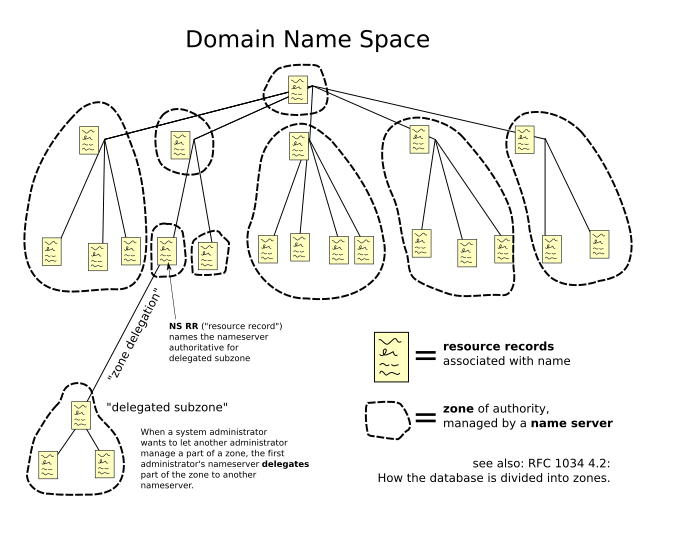 Domain Name Space
NS RR ("resource record")
names the nameserver
authoritative for
delegated subzone
"zone delegation"
resource records
associated with name
zone of authority,
managed by a name server
"delegated subzone"
When a system administrator
wants to let another administrator
manage a part of a zone, the first
administrator's nameserver delegates
part of the zone to another
nameserver.
see also: RFC 1034 4.2:
How the database is divided into zones.